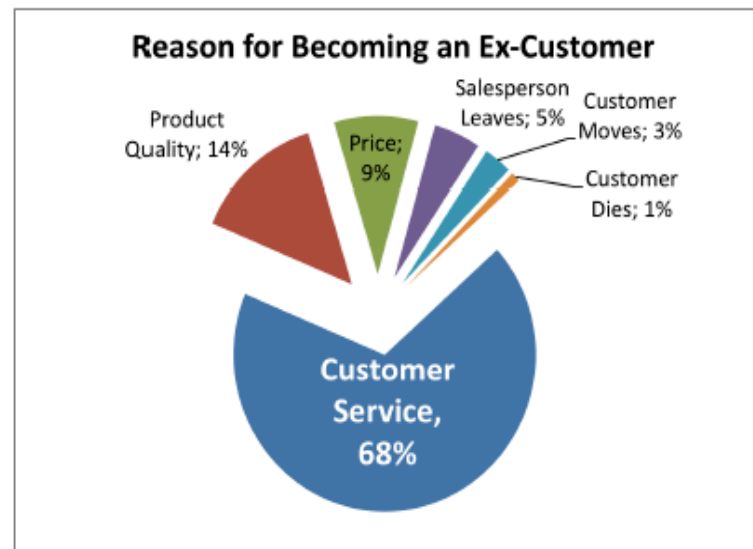 Reason for Becoming an Ex-Customer
Product
Quality; 14%
Price;
9%
Salesperson
Leaves; 5%
Customer
Moves; 3%
Customer
Dies; 1%
Customer
Service,
68%